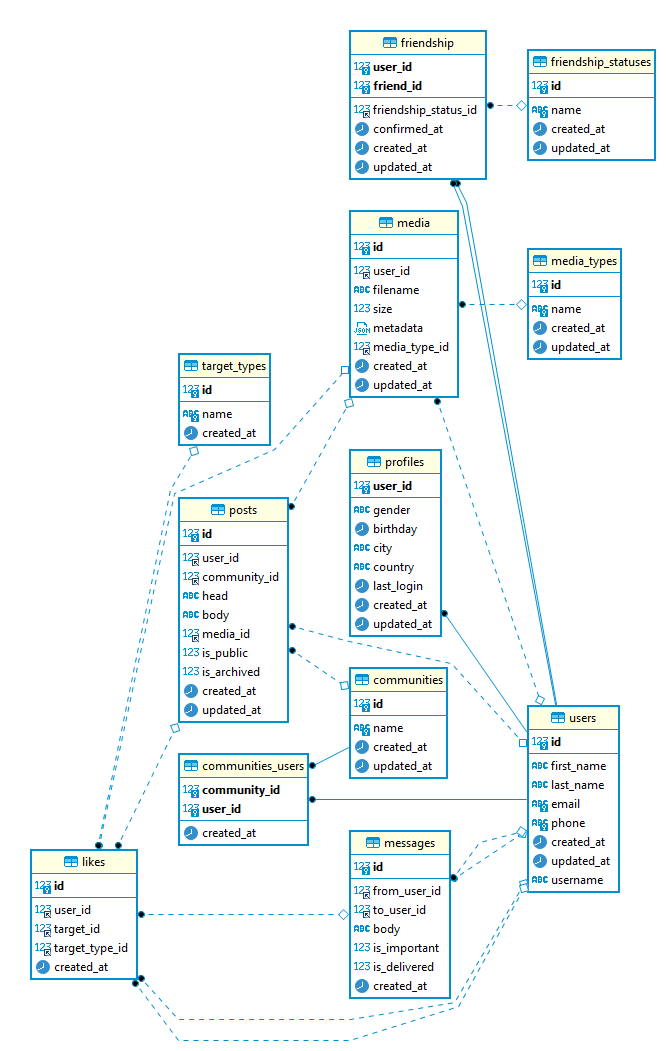 friendship
123 user_id
123 friend_id
123 friendship_status_id
confirmed_at
created_at
updated_at
friendship_statuses
123 id
ABC name
created_at
updated_at
media
123 id
123 user_id
ABC filename
123 size
JSON metadata
123 media_type_id
created_at
updated_at
media_types
123 id
ABC name
created_at
updated_at
target_types
123 id
ABC name
created_at
profiles
123 user_id
ABC gender
birthday
ABC city
ABC country
last_login
created_at
updated_at
posts
123 id
123 user_id
123 community_id
ABC head
ABC body
123 media_id
123 is_public
123 is_archived
created_at
updated_at
communities
123 id
ABC name
created_at
updated_at
users
123 id
ABC first_name
ABC last_name
ABC email
ABC phone
created_at
updated_at
ABC username
communities_users
123 community_id
123 user_id
created_at
messages
123 id
123 from_user_id
123 to_user_id
ABC body
123 is_important
123 is_delivered
created_at
likes
123 id
123 user_id
123 target_id
123 target_type_id
created_at